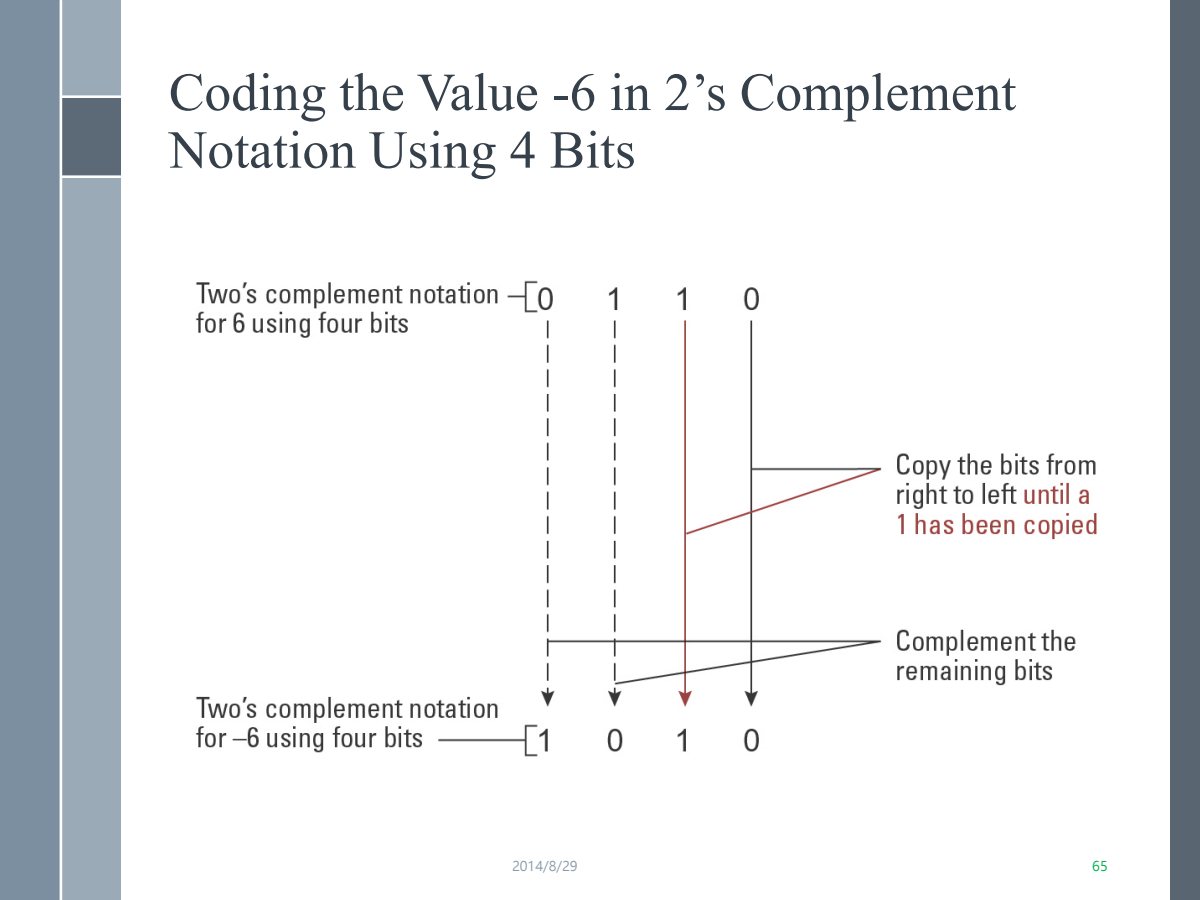 Coding the Value -6 in 2’s Complement
Notation Using 4 Bits
Two’s complement notation
for 6 using four bits
0 1 1 0
Copy the bits from
right to left until a
1 has been copied
Complement the
remaining bits
Two’s complement notation
for –6 using four bits
1 0 1 0
2014/8/29
65